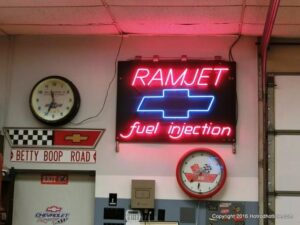 RAMJET
fuel injection
BETTY BOOP ROAD
CHEVROLET